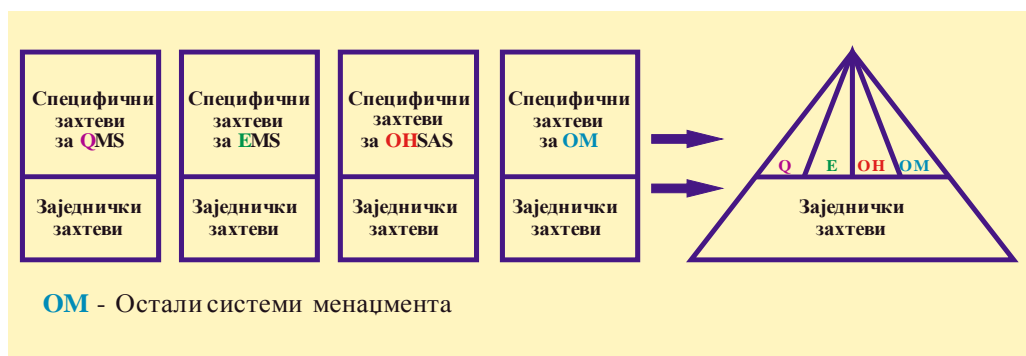 Специфични
захтеви
за QMS
Заједнички
захтеви
Специфични
захтеви
за EMS
Заједнички
захтеви
Специфични
захтеви
за OHSAS
Заједнички
захтеви
Специфични
захтеви
за OM
Заједнички
захтеви
Q E OH OM
Заједнички
захтеви
OM - Остали системи менаџмента